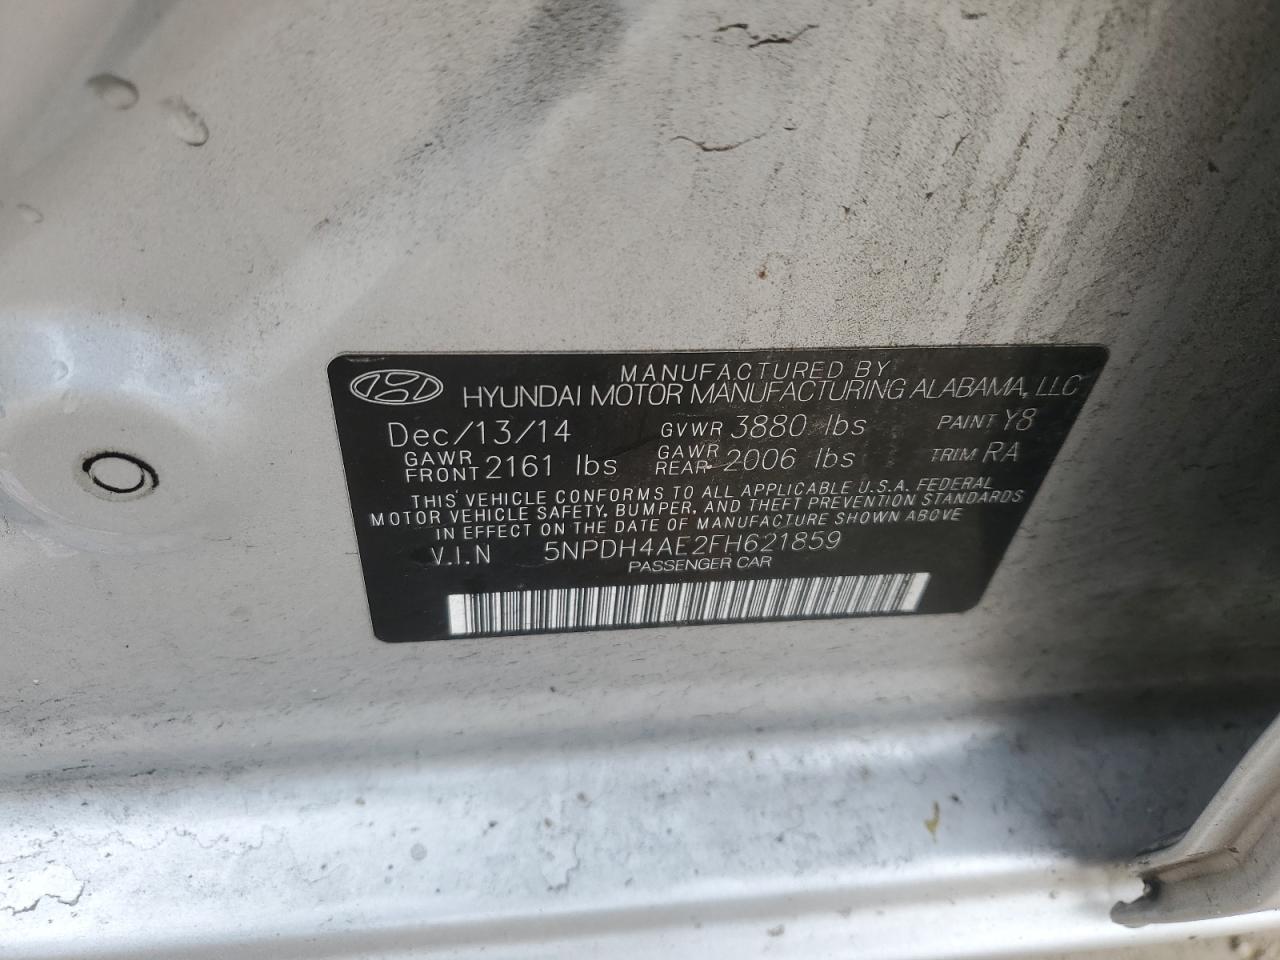 MANUFACTURED BY
HYUNDAI MOTOR MANUFACTURING ALABAMA, LLC
Dec/13/14 GVWR 3880 lbs PAINT Y8
GAWR FRONT 2161 lbs GAWR REAR 2006 lbs TRIM RA
THIS VEHICLE CONFORMS TO ALL APPLICABLE U.S.A. FEDERAL
MOTOR VEHICLE SAFETY, BUMPER, AND THEFT PREVENTION STANDARDS
IN EFFECT ON THE DATE OF MANUFACTURE SHOWN ABOVE
V.I.N 5NPDH4AE2FH621859
PASSENGER CAR